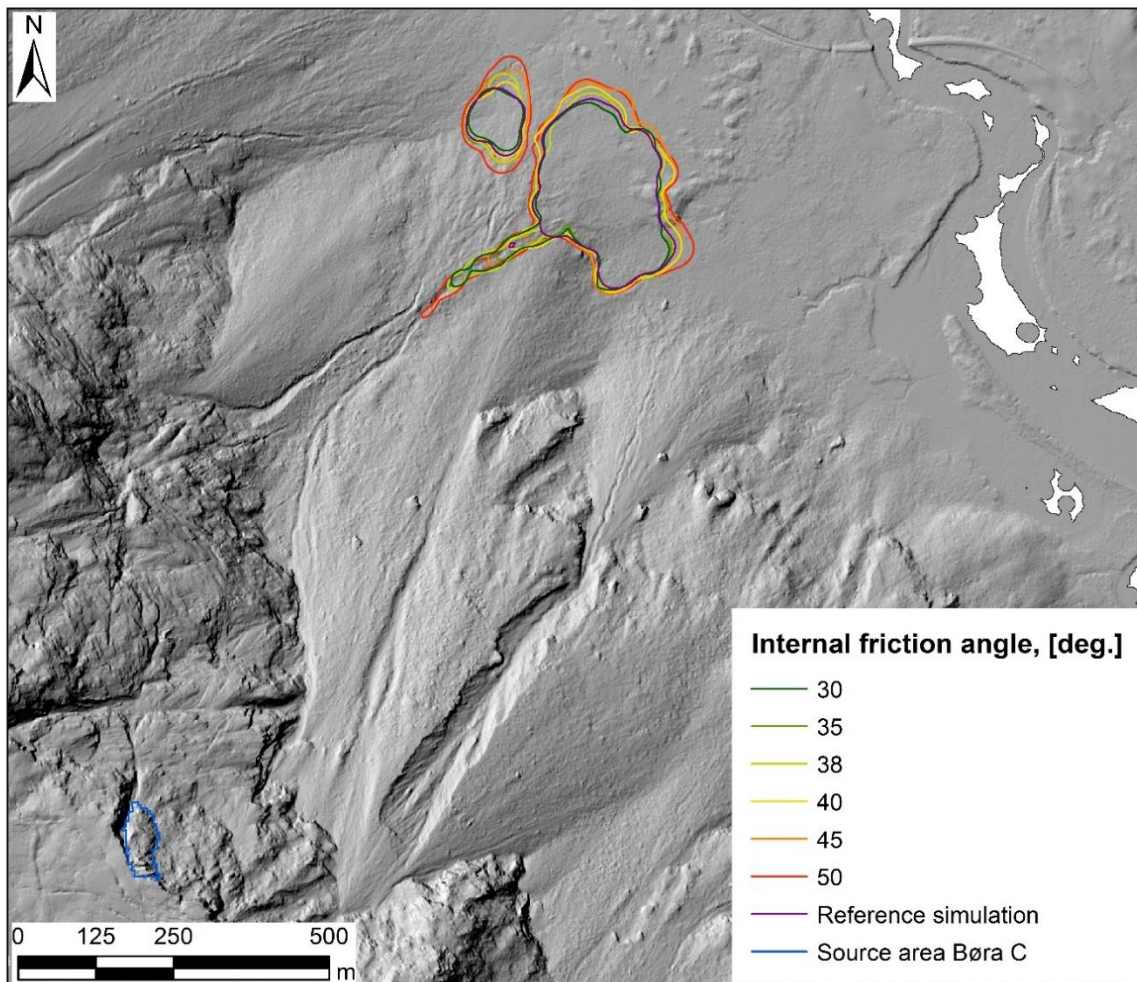 N
Internal friction angle, [deg.]
30
35
38
40
45
50
Reference simulation
Source area Børa C
0 125 250 500
m